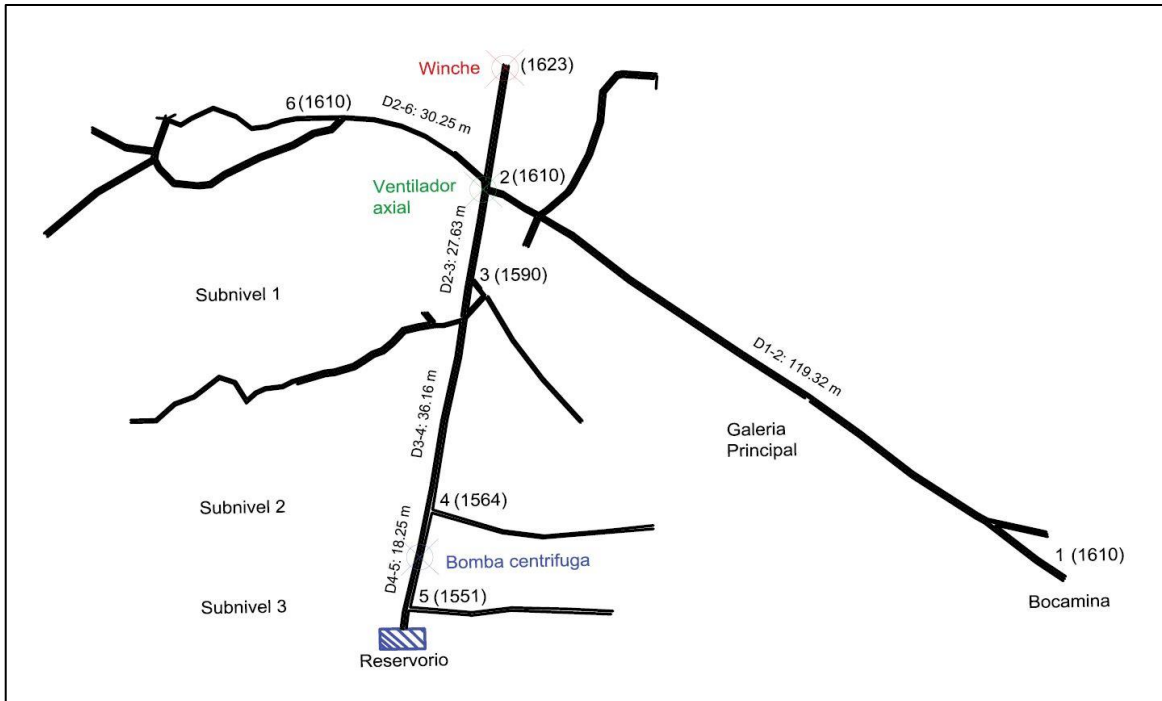 Winche
(1623)
6 (1610)
D2-6: 30.25 m
Ventilador
axial
2 (1610)
D2-3: 27.63 m
3 (1590)
Subnivel 1
D1-2: 119.32 m
D3-4: 36.16 m
Galeria
Principal
Subnivel 2
4 (1564)
D4-5: 18.25 m
Bomba centrifuga
1 (1610)
Bocamina
Subnivel 3
5 (1551)
Reservorio